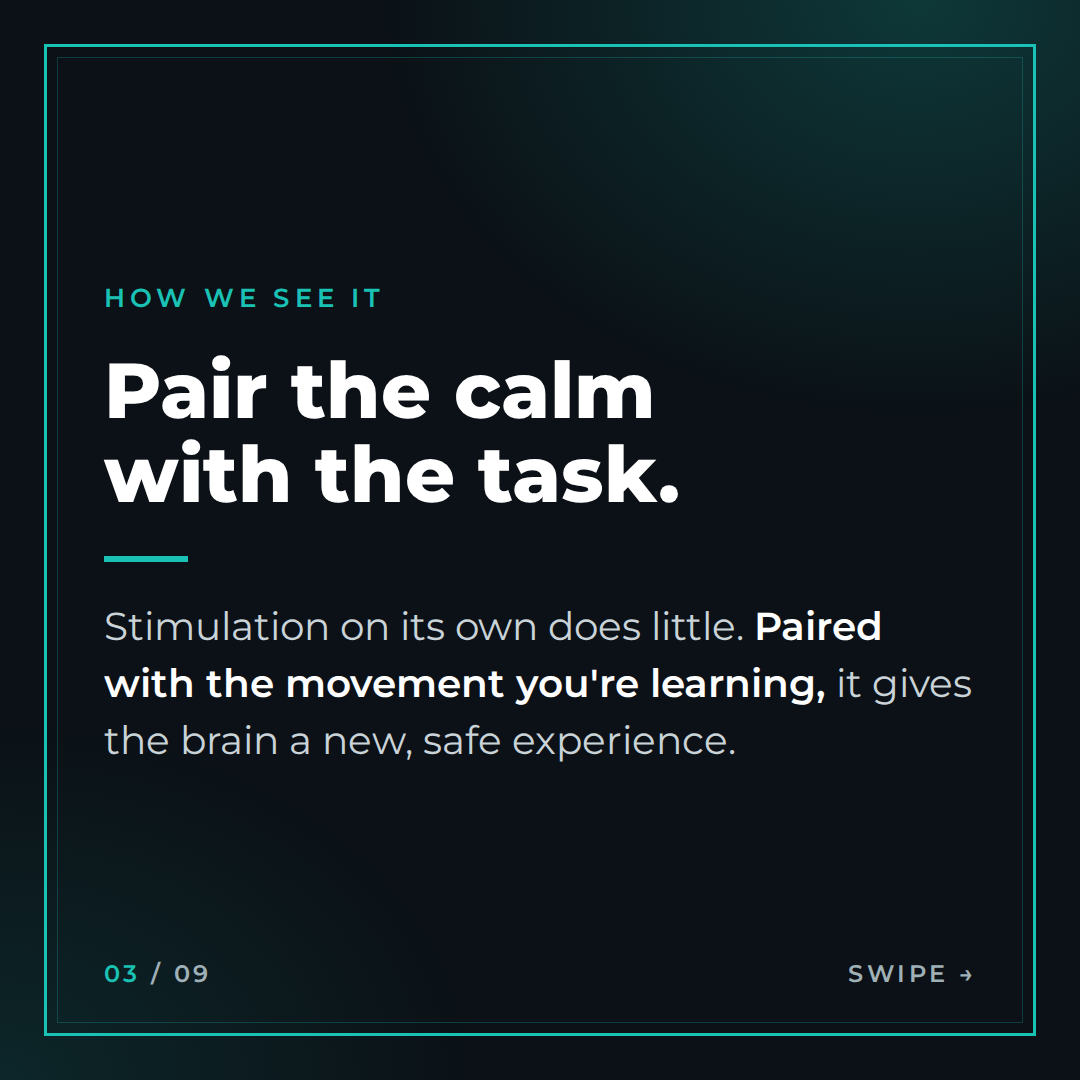 HOW WE SEE IT
Pair the calm
with the task.
Stimulation on its own does little. Paired
with the movement you're learning, it gives
the brain a new, safe experience.
03 / 09
SWIPE →